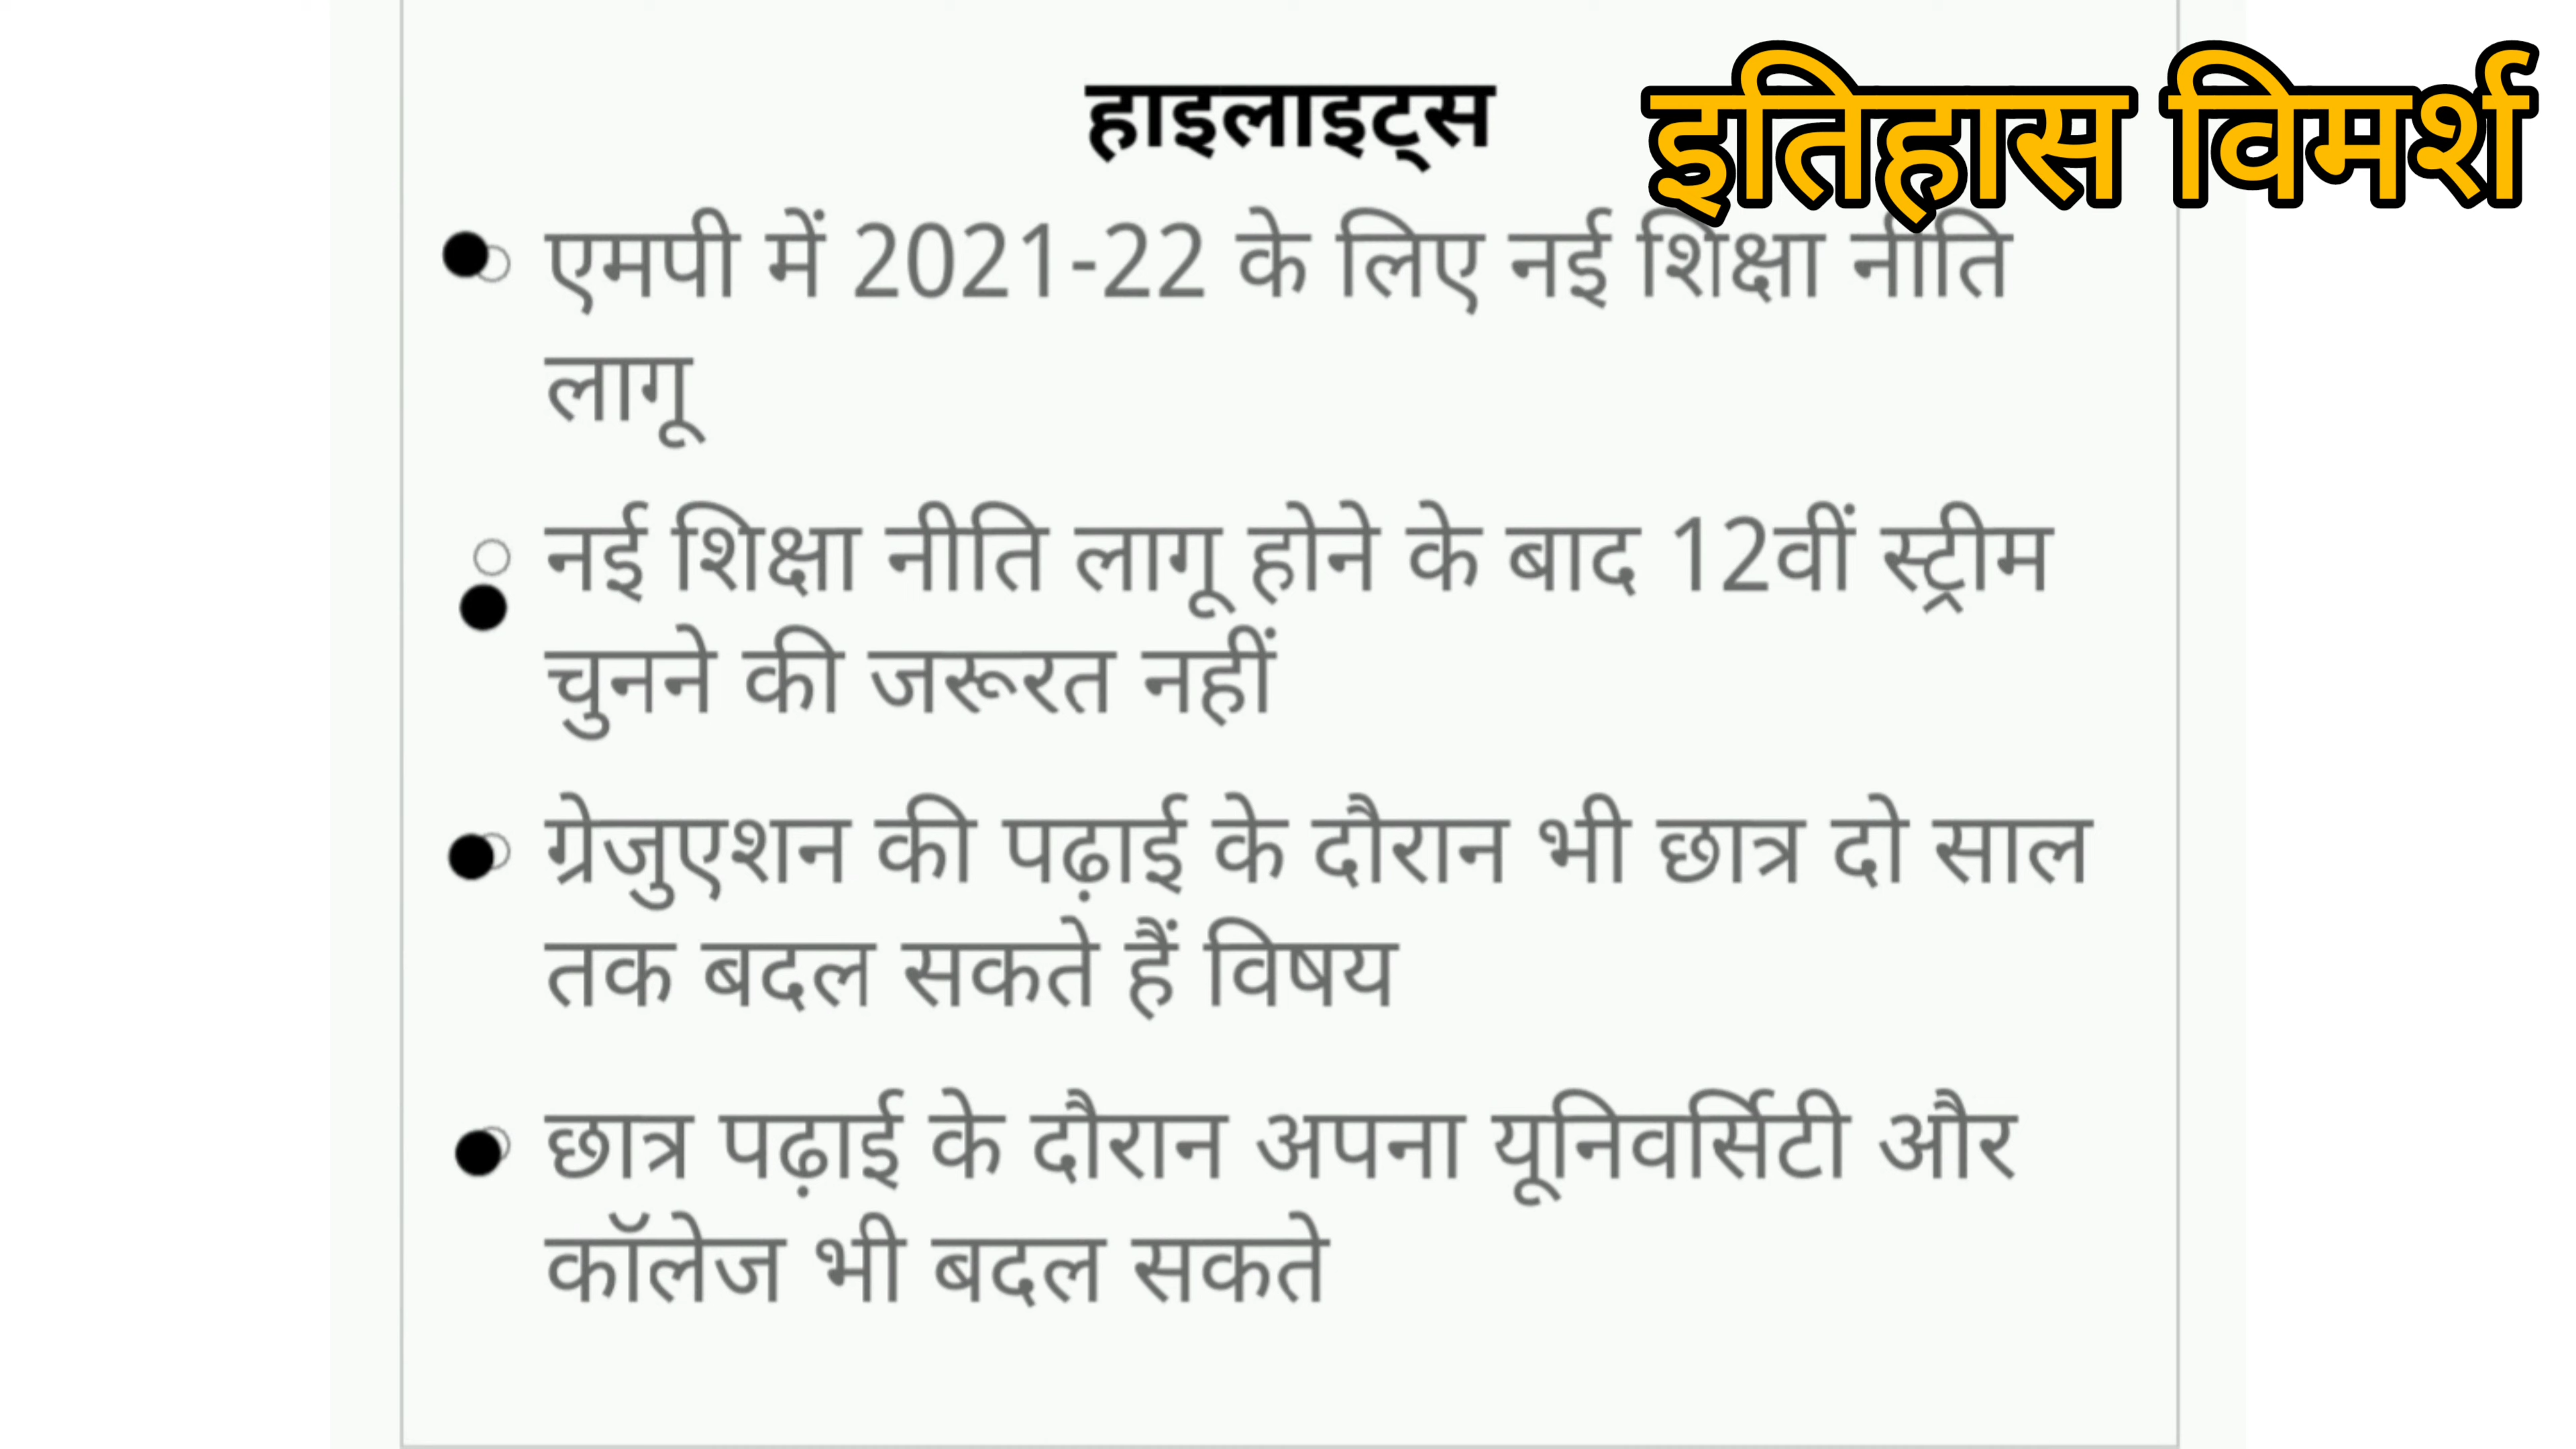 हाइलाइट्स
इतिहास विमर्श
एमपी में 2021-22 के लिए नई शिक्षा नीति
लागू
नई शिक्षा नीति लागू होने के बाद 12वीं स्ट्रीम
चुनने की जरूरत नहीं
ग्रेजुएशन की पढ़ाई के दौरान भी छात्र दो साल
तक बदल सकते हैं विषय
छात्र पढ़ाई के दौरान अपना यूनिवर्सिटी और
कॉलेज भी बदल सकते